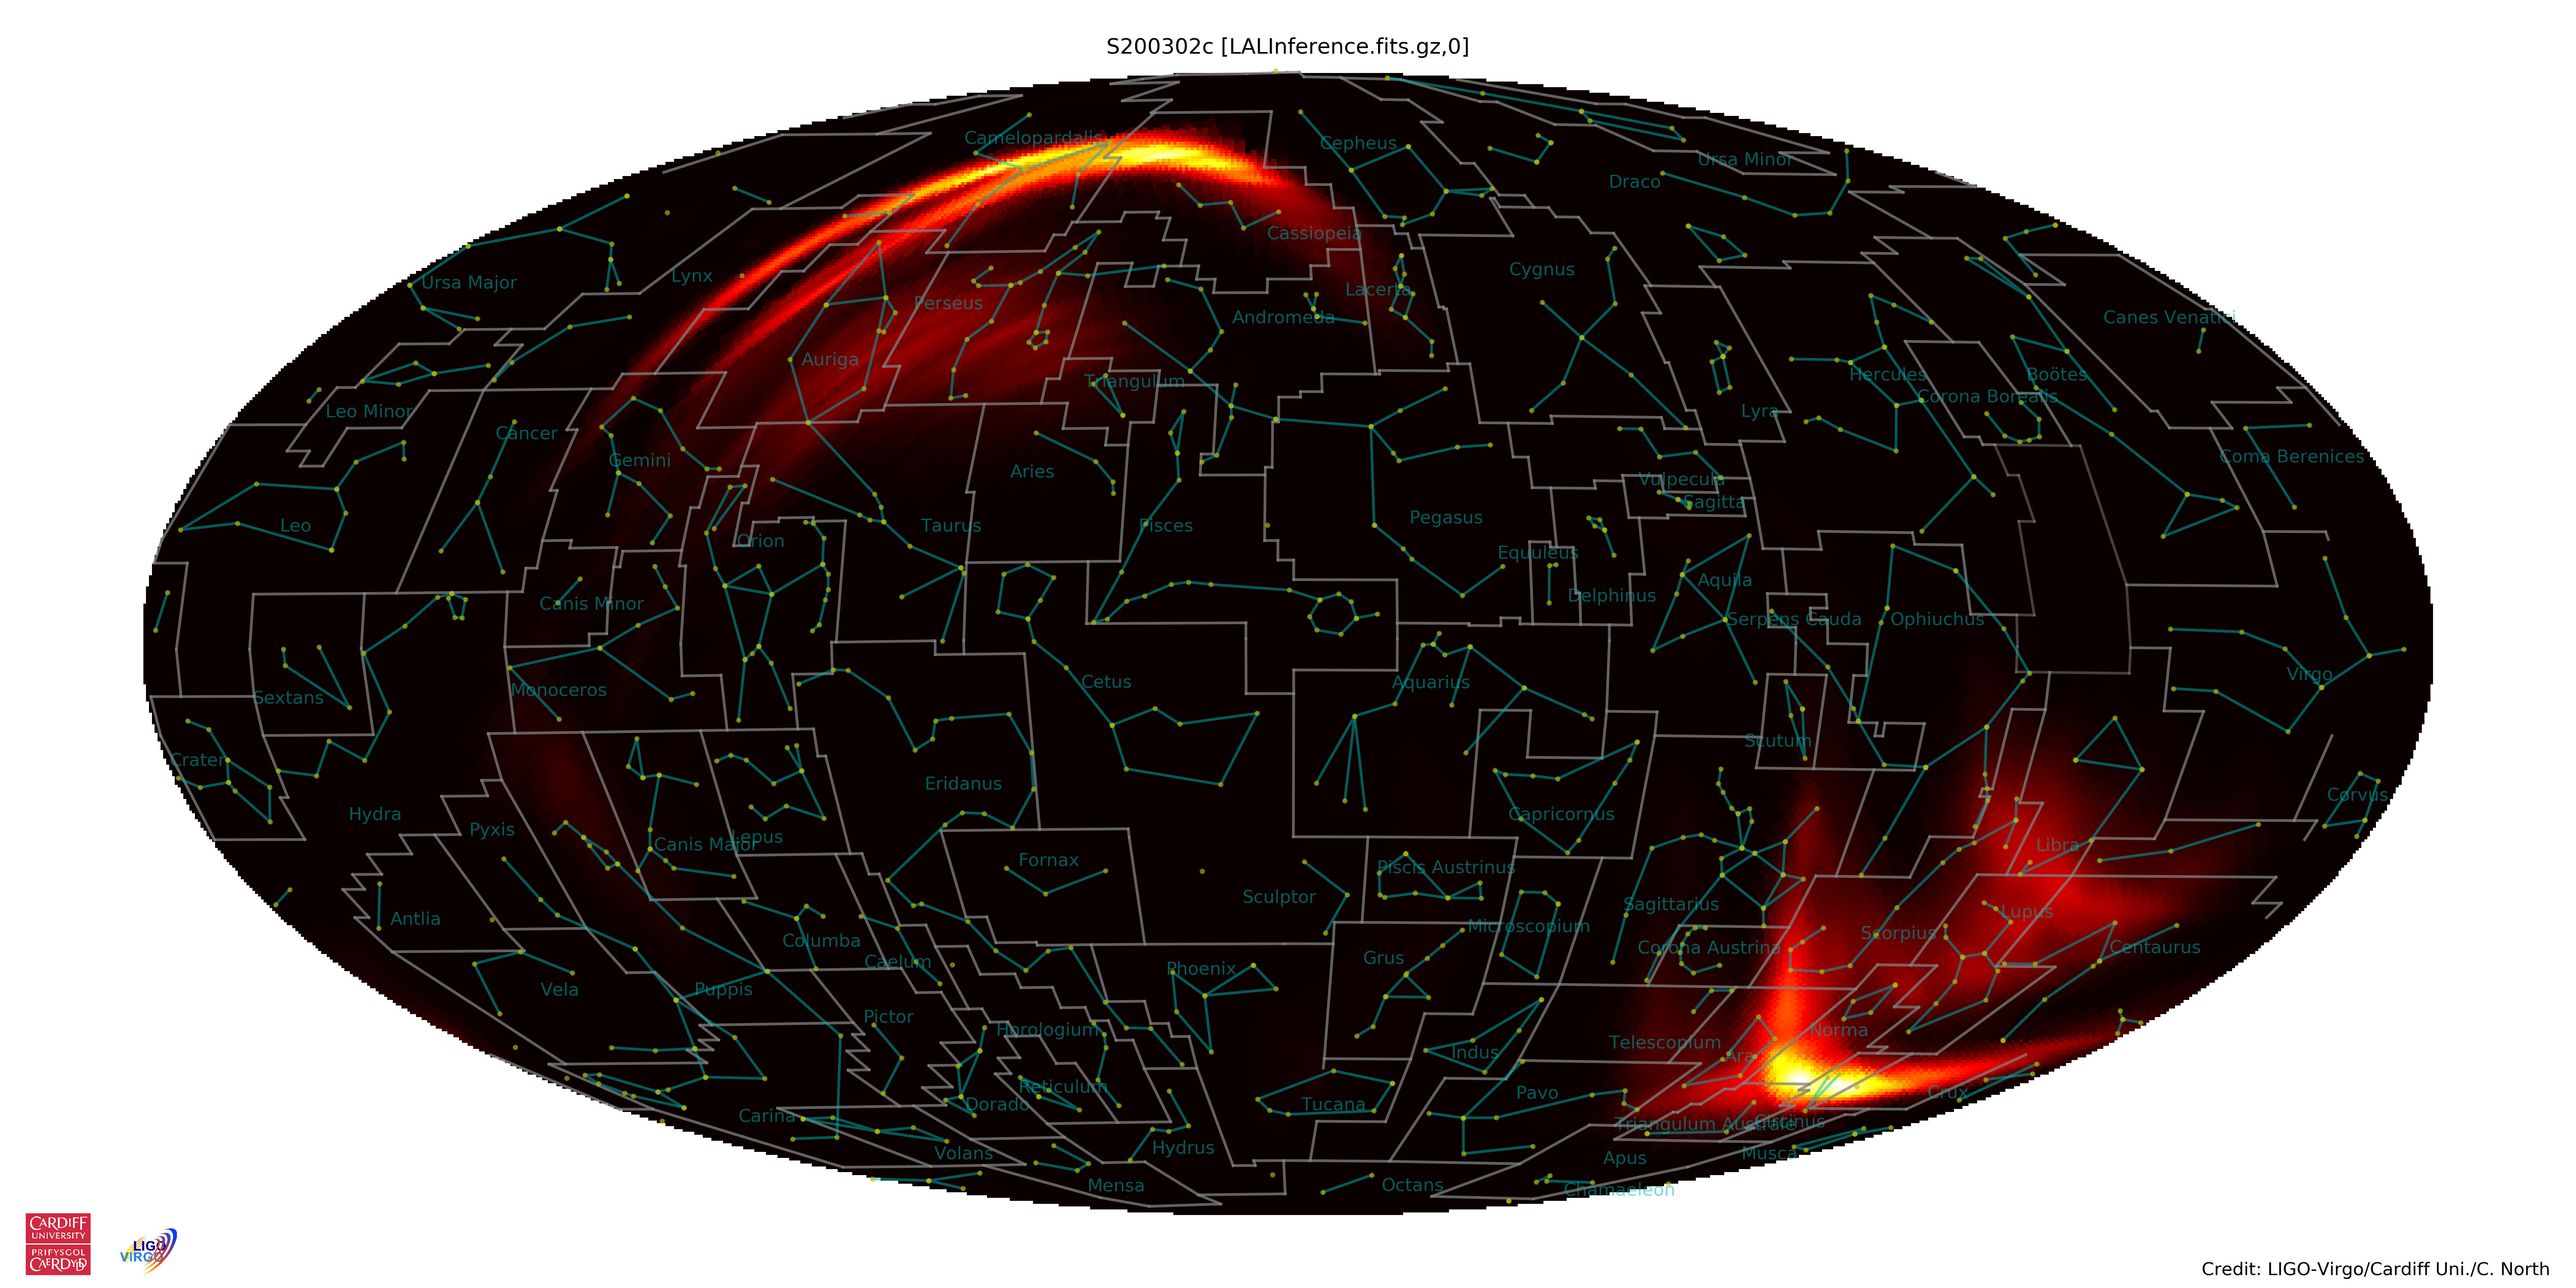 S200302c [LALInference.fits.gz,0]
Camelopardalis
Cepheus
Ursa Minor
Draco
Cassiopeia
Cygnus
Lynx
Ursa Major
Lacerta
Perseus
Andromeda
Canes Venatici
Auriga
Hercules
Boötes
Triangulum
Corona Borealis
Leo Minor
Lyra
Cancer
Coma Berenices
Gemini
Aries
Vulpecula
Sagitta
Pegasus
Leo
Taurus
Pisces
Orion
Equuleus
Aquila
Delphinus
Canis Minor
Serpens Cauda
Ophiuchus
Virgo
Cetus
Aquarius
Monoceros
Sextans
Scutum
Crater
Eridanus
Corvus
Hydra
Capricornus
Pyxis
Lepus
Canis Major
Libra
Fornax
Piscis Austrinus
Sculptor
Sagittarius
Lupus
Antlia
Microscopium
Scorpius
Columba
Corona Austrina
Centaurus
Grus
Caelum
Phoenix
Vela
Puppis
Pictor
Horologium
Norma
Telescopium
Indus
Ara
Reticulum
Pavo
Crux
Dorado
Tucana
Carina
Circinus
Triangulum Australe
Hydrus
Volans
Musca
Apus
Mensa
Octans
Chamaeleon
CARDIFF
UNIVERSITY
PRIFYSGOL
CAERDYDD
LIGO
VIRGO
Credit: LIGO-Virgo/Cardiff Uni./C. North